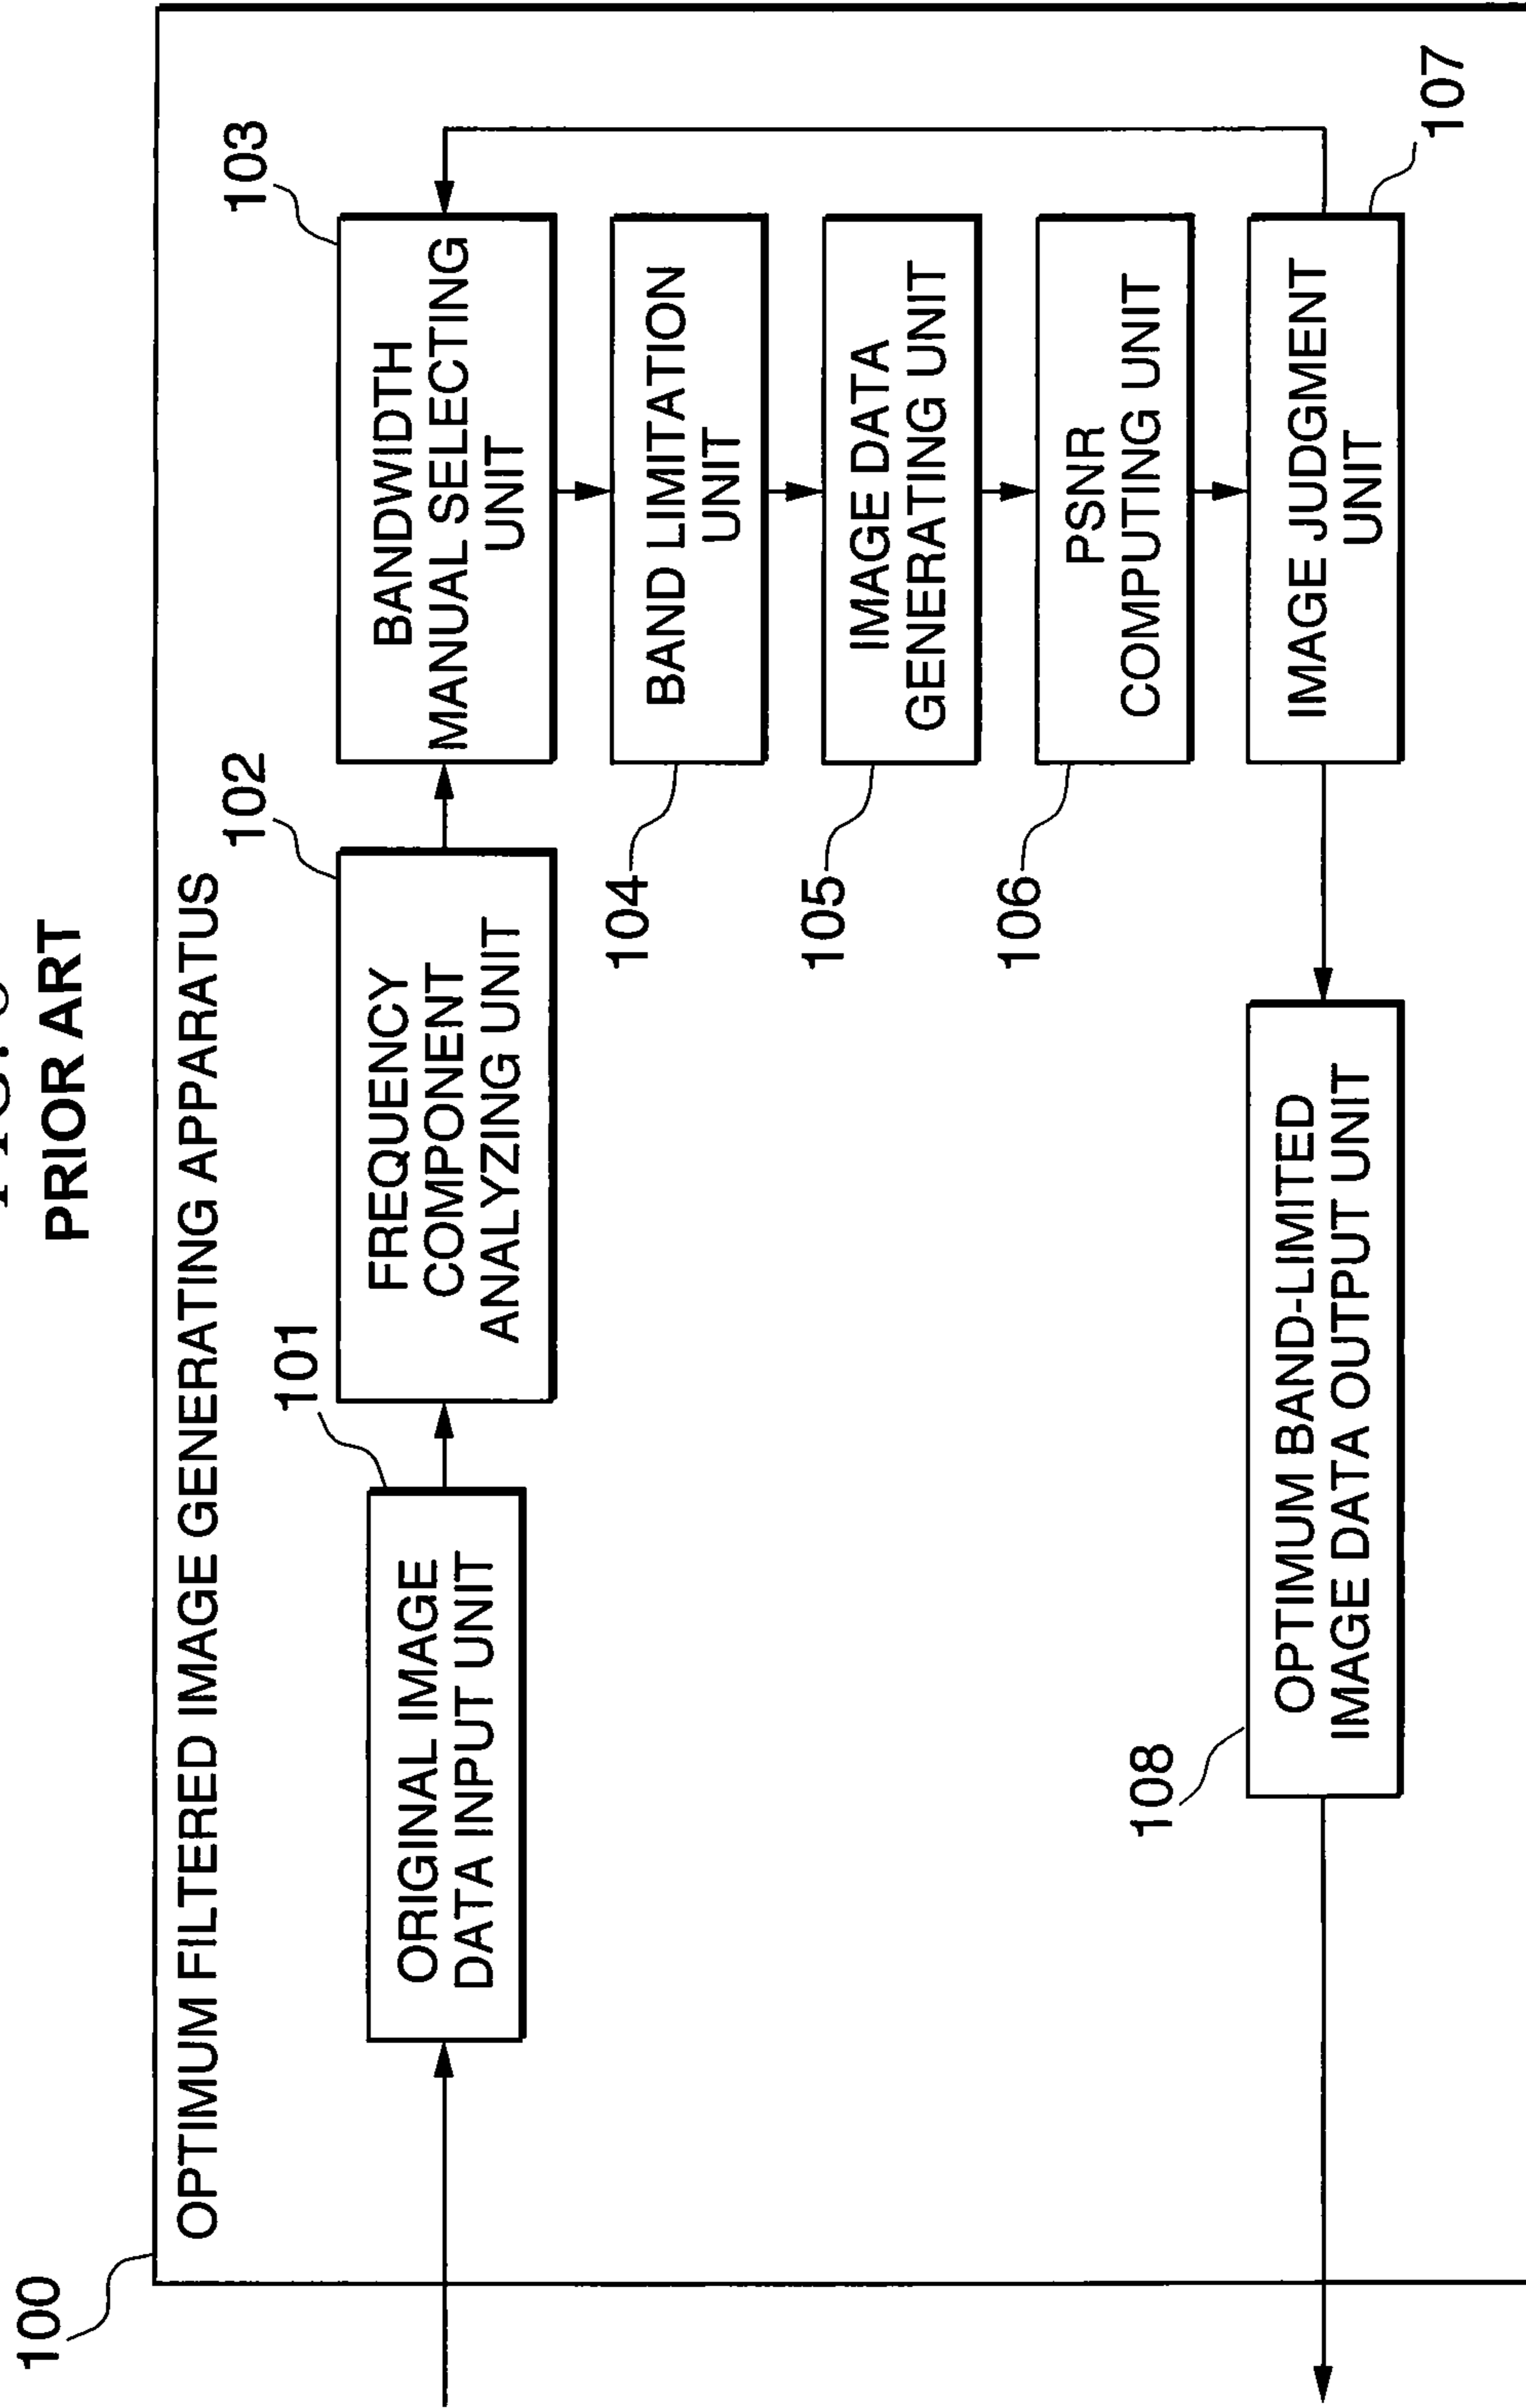 PRIOR ART
100
OPTIMUM FILTERED IMAGE GENERATING APPARATUS
101
ORIGINAL IMAGE
DATA INPUT UNIT
102
FREQUENCY
COMPONENT
ANALYZING UNIT
103
BANDWIDTH
MANUAL SELECTING
UNIT
104
BAND LIMITATION
UNIT
105
IMAGE DATA
GENERATING UNIT
106
PSNR
COMPUTING UNIT
107
IMAGE JUDGMENT
UNIT
108
OPTIMUM BAND-LIMITED
IMAGE DATA OUTPUT UNIT